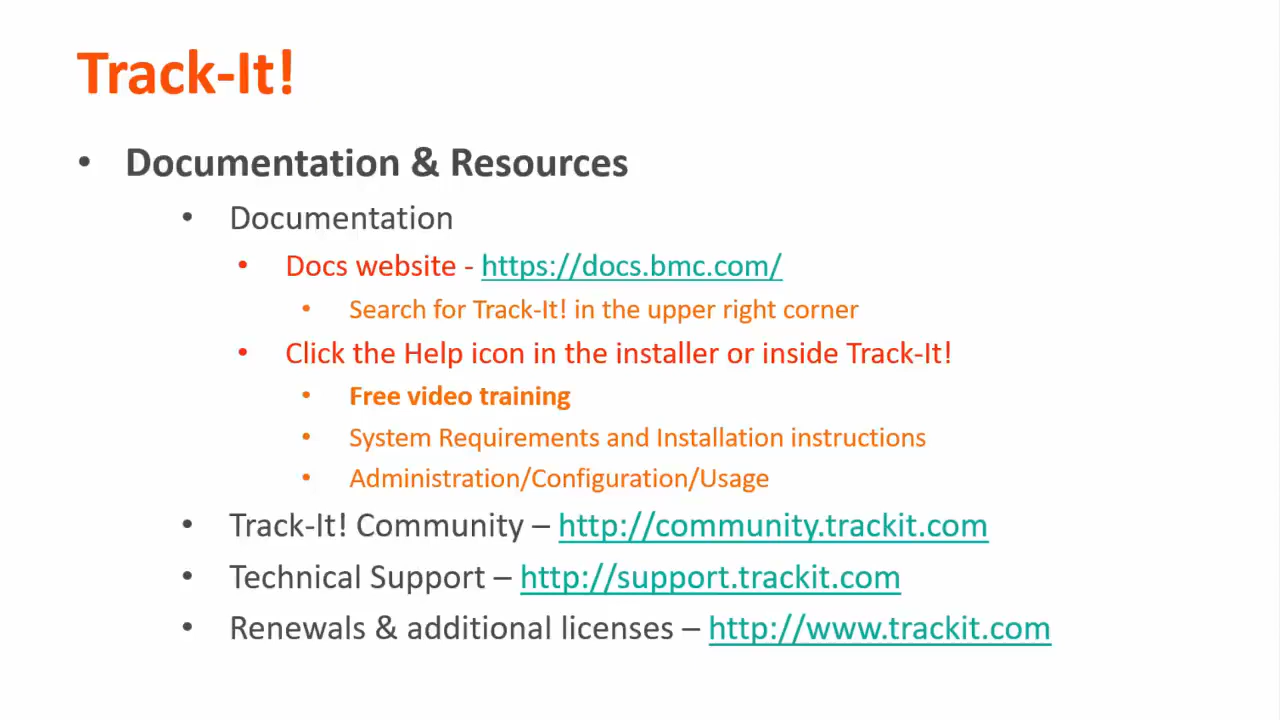 Track-It!
• Documentation & Resources
• Documentation
• Docs website - https://docs.bmc.com/
• Search for Track-It! in the upper right corner
• Click the Help icon in the installer or inside Track-It!
• Free video training
• System Requirements and Installation instructions
• Administration/Configuration/Usage
• Track-It! Community – http://community.trackit.com
• Technical Support – http://support.trackit.com
• Renewals & additional licenses – http://www.trackit.com